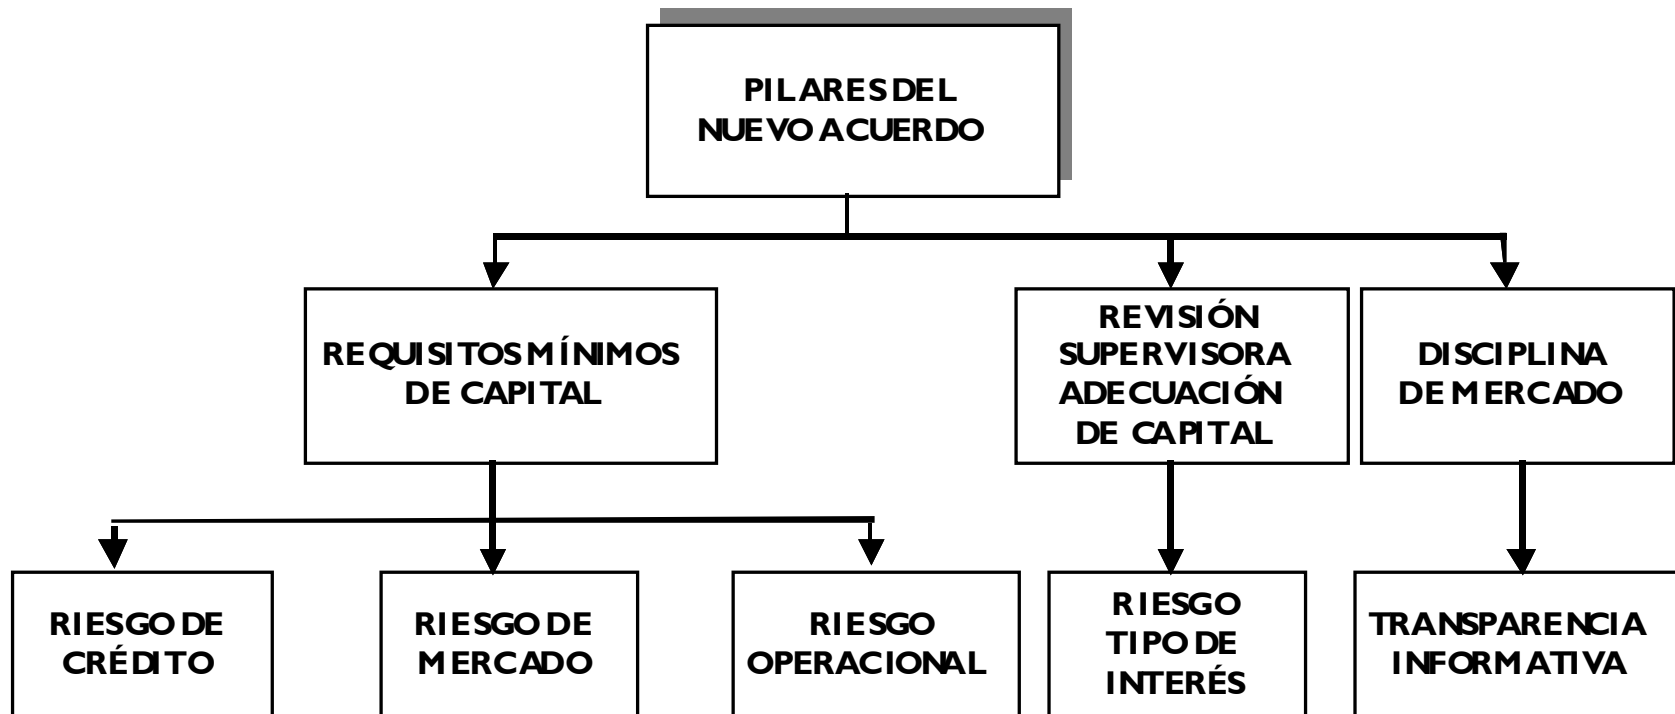 PILARES DEL
NUEVO ACUERDO
REQUISITOS MÍNIMOS
DE CAPITAL
REVISIÓN
SUPERVISORA
ADECUACIÓN
DE CAPITAL
DISCIPLINA
DE MERCADO
RIESGO DE
CRÉDITO
RIESGO DE
MERCADO
RIESGO
OPERACIONAL
RIESGO
TIPO DE
INTERÉS
TRANSPARENCIA
INFORMATIVA